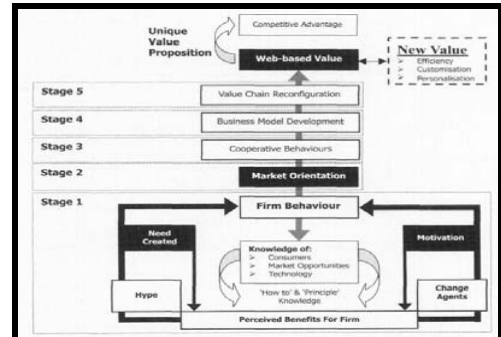 Unique
Value
Proposition
Competitive Advantage
Web-based Value
New Value
Efficiency
Customisation
Personalisation
Stage 5
Value Chain Reconfiguration
Stage 4
Business Model Development
Stage 3
Cooperative Behaviours
Stage 2
Market Orientation
Stage 1
Firm Behaviour
Need
Created
Knowledge of:
Consumers
Market Opportunities
Technology
Motivation
'How to' & 'Principle'
Knowledge
Hype
Change
Agents
Perceived Benefits For Firm